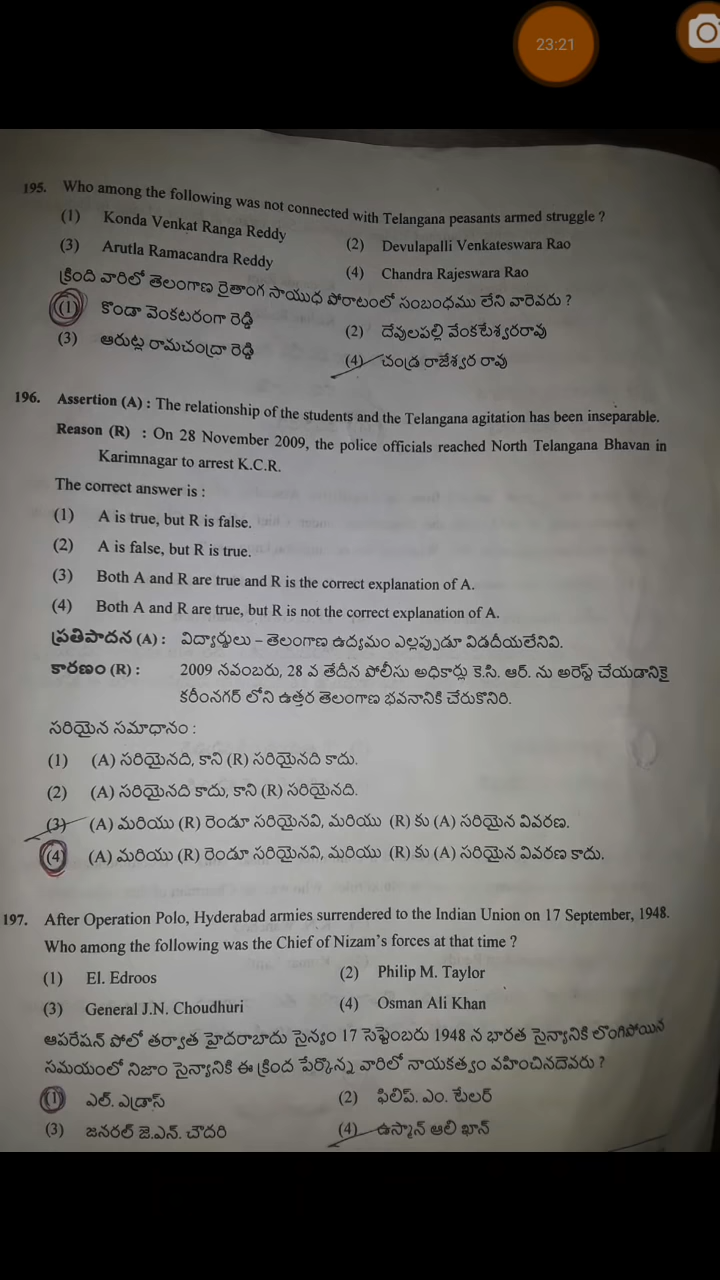 23:21
195. Who among the following was not connected with Telangana peasants armed struggle ?
(1) Konda Venkat Ranga Reddy (2) Devulapalli Venkateswara Rao
(3) Arutla Ramacandra Reddy (4) Chandra Rajeswara Rao
క్రింది వారిలో తెలంగాణ రైతాంగ సాయుధ పోరాటంలో సంబంధము లేని వారెవరు ?
(1) కొండా వెంకటరంగా రెడ్డి (2) దేవులపల్లి వేంకటేశ్వరరావు
(3) ఆరుట్ల రామచంద్రా రెడ్డి (4) చండ్ర రాజేశ్వర రావు
196. Assertion (A) : The relationship of the students and the Telangana agitation has been inseparable.
Reason (R) : On 28 November 2009, the police officials reached North Telangana Bhavan in
Karimnagar to arrest K.C.R.
The correct answer is :
(1) A is true, but R is false.
(2) A is false, but R is true.
(3) Both A and R are true and R is the correct explanation of A.
(4) Both A and R are true, but R is not the correct explanation of A.
ప్రతిపాదన (A) : విద్యార్థులు – తెలంగాణ ఉద్యమం ఎల్లప్పుడూ విడదీయలేనివి.
కారణం (R) : 2009 నవంబరు, 28 వ తేదీన పోలీసు అధికార్లు కె.సి. ఆర్. ను అరెస్ట్ చేయడానికై
కరీంనగర్ లోని ఉత్తర తెలంగాణ భవనానికి చేరుకొనిరి.
సరియైన సమాధానం :
(1) (A) సరియైనది, కాని (R) సరియైనది కాదు.
(2) (A) సరియైనది కాదు, కాని (R) సరియైనది.
(3) (A) మరియు (R) రెండూ సరియైనవి, మరియు (R) కు (A) సరియైన వివరణ.
(4) (A) మరియు (R) రెండూ సరియైనవి, మరియు (R) కు (A) సరియైన వివరణ కాదు.
197. After Operation Polo, Hyderabad armies surrendered to the Indian Union on 17 September, 1948.
Who among the following was the Chief of Nizam's forces at that time ?
(1) El. Edroos (2) Philip M. Taylor
(3) General J.N. Choudhuri (4) Osman Ali Khan
ఆపరేషన్ పోలో తర్వాత హైదరాబాదు సైన్యం 17 సెప్టెంబరు 1948 న భారత సైన్యానికి లొంగిపోయిన
సమయంలో నిజాం సైన్యానికి ఈ క్రింద పేర్కొన్న వారిలో నాయకత్వం వహించినదెవరు ?
(1) ఎల్. ఎడ్రూస్ (2) ఫిలిప్. ఎం. టేలర్
(3) జనరల్ జె.ఎన్. చౌదరి (4) ఉస్మాన్ ఆలీ ఖాన్